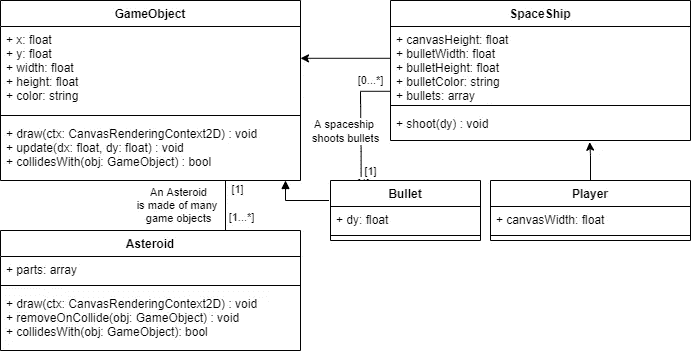 GameObject
+ x: float
+ y: float
+ width: float
+ height: float
+ color: string
+ draw(ctx: CanvasRenderingContext2D) : void
+ update(dx: float, dy: float) : void
+ collidesWith(obj: GameObject) : bool
SpaceShip
+ canvasHeight: float
+ bulletWidth: float
+ bulletHeight: float
+ bulletColor: string
+ bullets: array
+ shoot(dy) : void
[0...*]
A spaceship
shoots bullets
[1]
An Asteroid
is made of many
game objects
[1]
[1...*]
Bullet
+ dy: float
Player
+ canvasWidth: float
Asteroid
+ parts: array
+ draw(ctx: CanvasRenderingContext2D) : void
+ removeOnCollide(obj: GameObject) : void
+ collidesWith(obj: GameObject): bool